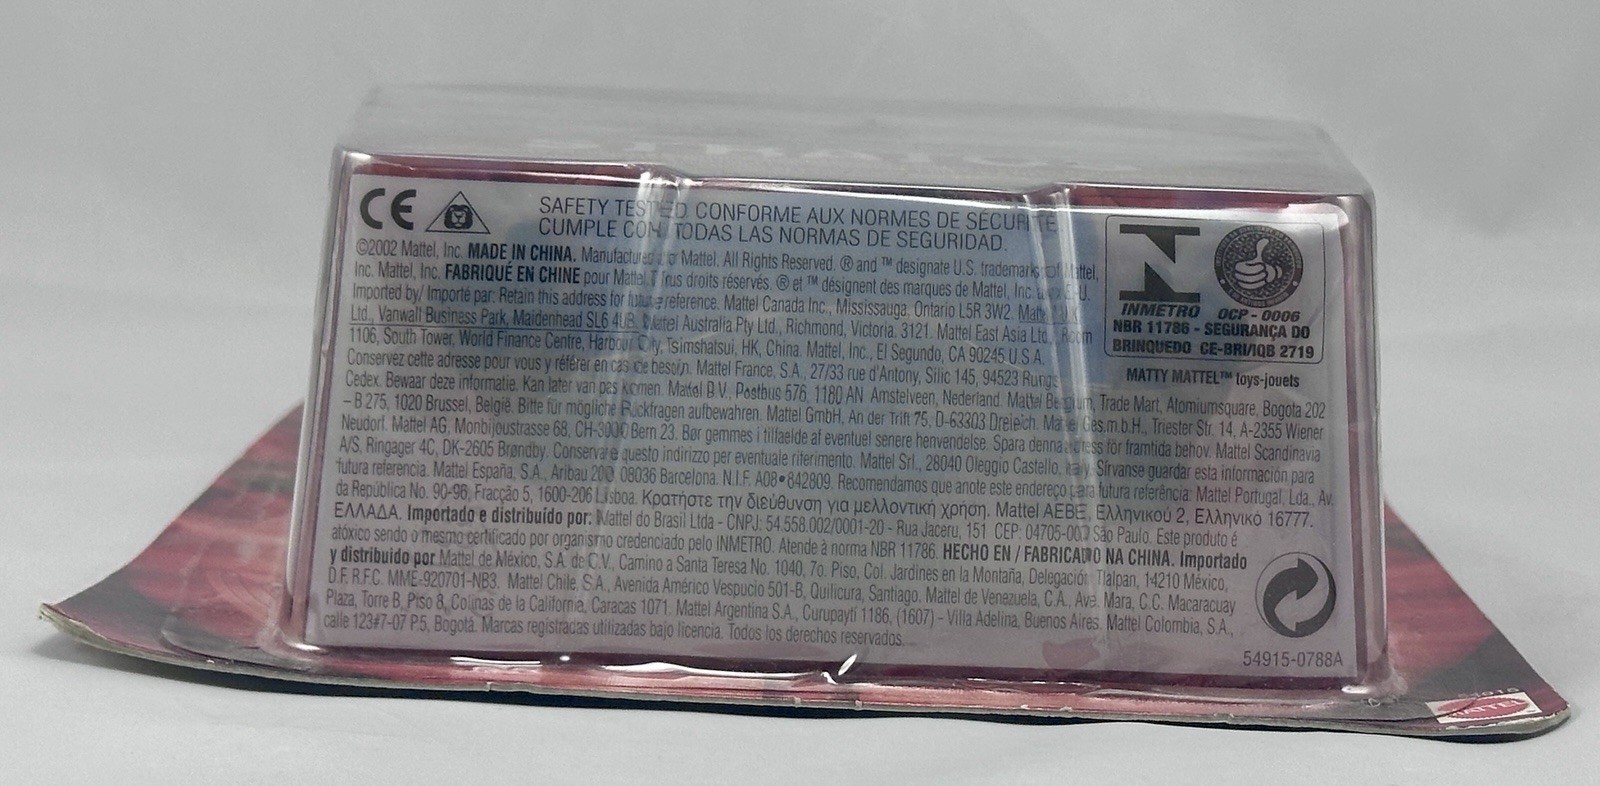 CE
SAFETY TESTED. CONFORME AUX NORMES DE SÉCURITÉ
CUMPLE CON TODAS LAS NORMAS DE SEGURIDAD.
©2002 Mattel, Inc. MADE IN CHINA. Manufactured for Mattel. All Rights Reserved. ® and ™ designate U.S. trademarks of Mattel,
Inc. Mattel, Inc. FABRIQUÉ EN CHINE pour Mattel. Tous droits réservés. ® et ™ désignent des marques de Mattel, Inc. aux É.-U.
Imported by/ Importé par: Retain this address for future reference. Mattel Canada Inc., Mississauga, Ontario L5R 3W2. Mattel U.K.
Ltd., Vanwall Business Park, Maidenhead SL6 4UB. Mattel Australia Pty Ltd., Richmond, Victoria. 3121. Mattel East Asia Ltd., Room
1106, South Tower, World Finance Centre, Harbour City, Tsimshatsui, HK, China. Mattel, Inc., El Segundo, CA 90245 U.S.A.
Conservez cette adresse pour vous y référer en cas de besoin. Mattel France, S.A., 27/33 rue d'Antony, Silic 145, 94523 Rungis
Cedex. Bewaar deze informatie. Kan later van pas komen. Mattel B.V., Postbus 576, 1180 AN Amstelveen, Nederland. Mattel Belgium, Trade Mart, Atomiumsquare, Bogota 202
– B 275, 1020 Brussel, België. Bitte für mögliche Rückfragen aufbewahren. Mattel GmbH, An der Trift 75, D-63303 Dreieich. Mattel Ges.m.b.H., Triester Str. 14, A-2355 Wiener
Neudorf. Mattel AG, Monbijoustrasse 68, CH-3000 Bern 23. Bør gemmes i tilfælde af eventuel senere henvendelse. Spara denna adress för framtida behov. Mattel Scandinavia
A/S, Ringager 4C, DK-2605 Brøndby. Conservare questo indirizzo per eventuale riferimento. Mattel Srl., 28040 Oleggio Castello, Italy. Sírvanse guardar esta información para
futura referencia. Mattel España, S.A., Aribau 200, 08036 Barcelona. N.I.F. A08•842809. Recomendamos que anote este endereço para futura referência: Mattel Portugal, Lda., Av.
da República No. 90-96, Fracção 5, 1600-206 Lisboa. Κρατήστε την διεύθυνση για μελλοντική χρήση. Mattel AEBE, Ελληνικού 2, Ελληνικό 16777.
ΕΛΛΑΔΑ. Importado e distribuído por: Mattel do Brasil Ltda - CNPJ: 54.558.002/0001-20 - Rua Jaceru, 151 CEP: 04705-000 São Paulo. Este produto é
atóxico sendo o mesmo certificado por organismo credenciado pelo INMETRO. Atende à norma NBR 11786. HECHO EN / FABRICADO NA CHINA. Importado
y distribuido por Mattel de México, S.A. de C.V., Camino a Santa Teresa No. 1040, 7o. Piso, Col. Jardines en la Montaña, Delegación Tlalpan, 14210 México,
D.F. R.F.C. MME-920701-NB3. Mattel Chile, S.A., Avenida Américo Vespucio 501-B, Quilicura, Santiago. Mattel de Venezuela, C.A., Ave. Mara, C.C. Macaracuay
Plaza, Torre B, Piso 8, Colinas de la California, Caracas 1071. Mattel Argentina S.A., Curupaytí 1186, (1607) - Villa Adelina, Buenos Aires. Mattel Colombia, S.A.,
calle 123#7-07 P.5, Bogotá. Marcas registradas utilizadas bajo licencia. Todos los derechos reservados.
INMETRO OCP - 0006
NBR 11786 - SEGURANÇA DO
BRINQUEDO CE-BRI/IQB 2719
MATTY MATTEL™ toys-jouets
54915-0788A
54915
MATTEL